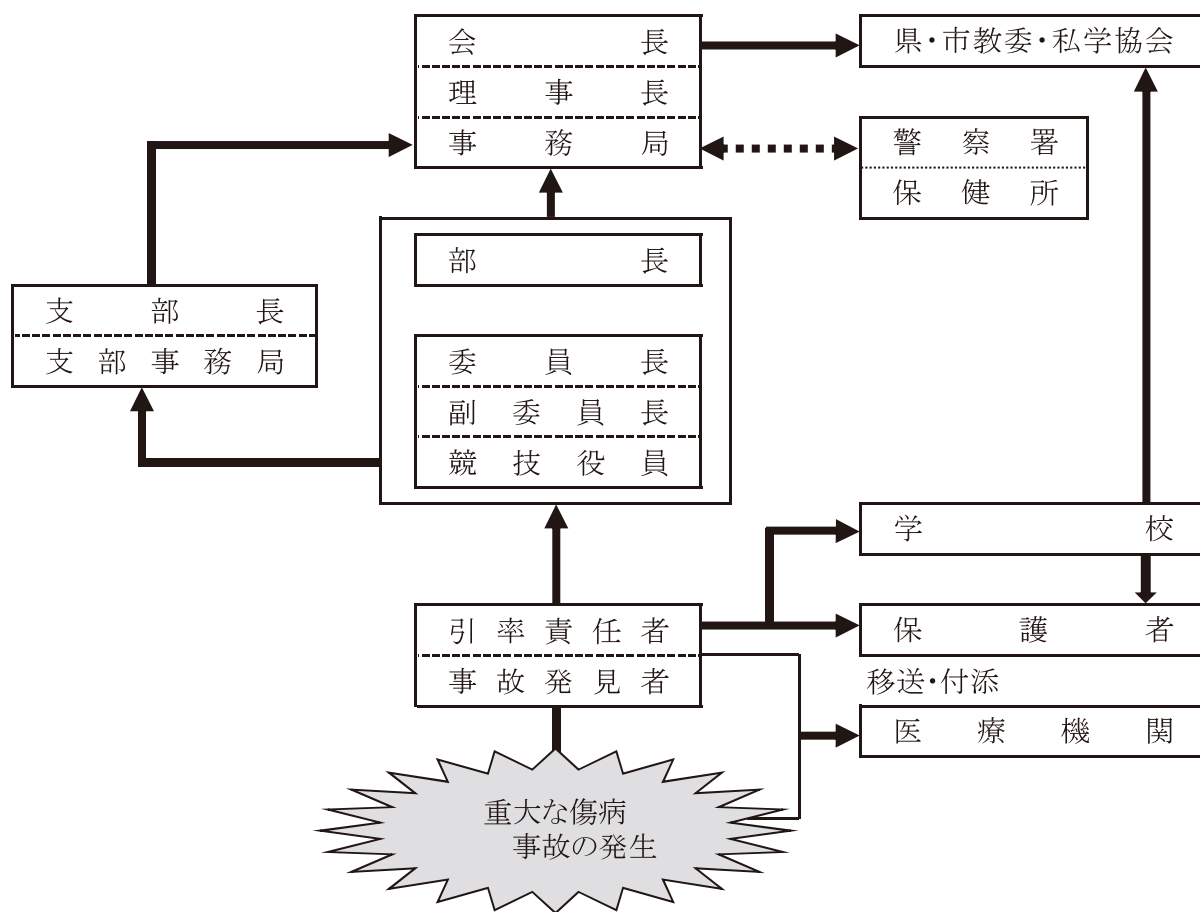 会長
理事長
事務局
県・市教委・私学協会
警察署
保健所
部長
支部長
支部事務局
委員長
副委員長
競技役員
学校
引率責任者
事故発見者
保護者
移送・付添
医療機関
重大な傷病
事故の発生